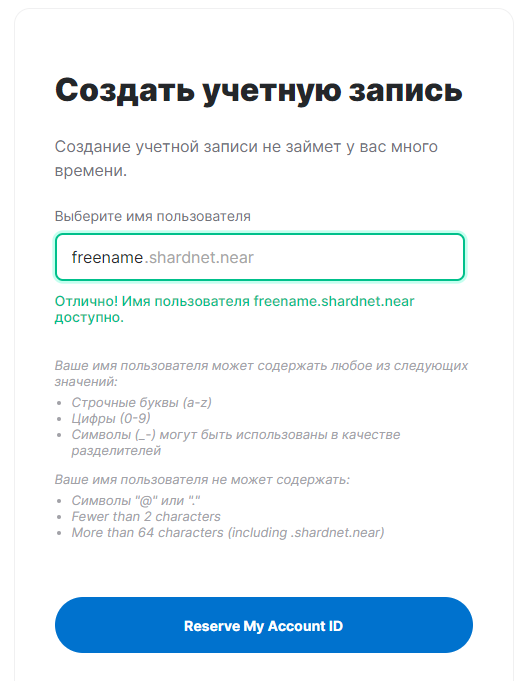 Создать учетную запись
Создание учетной записи не займет у вас много
времени.
Выберите имя пользователя
freename.shardnet.near
Отлично! Имя пользователя freename.shardnet.near
доступно.
Ваше имя пользователя может содержать любое из следующих
значений:
• Строчные буквы (a-z)
• Цифры (0-9)
• Символы (_-) могут быть использованы в качестве
разделителей
Ваше имя пользователя не может содержать:
• Символы "@" или "."
• Fewer than 2 characters
• More than 64 characters (including .shardnet.near)
Reserve My Account ID